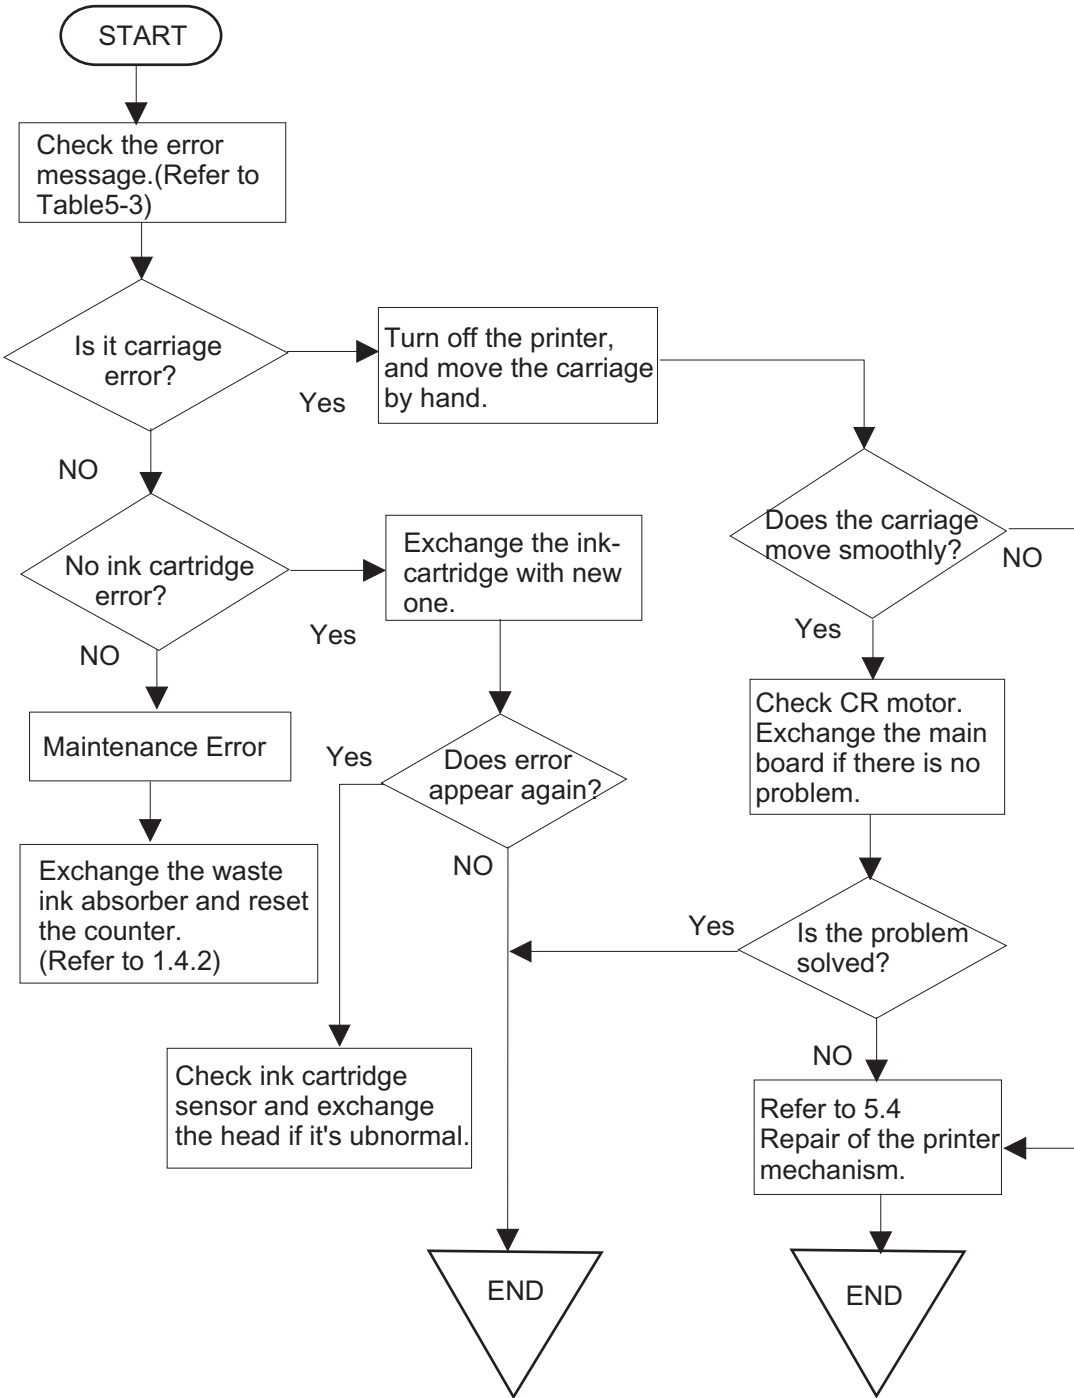 START
Check the error
message.(Refer to
Table5-3)
Is it carriage
error?
Yes
Turn off the printer,
and move the carriage
by hand.
NO
Does the carriage
move smoothly?
NO
Yes
No ink cartridge
error?
Yes
Exchange the ink-
cartridge with new
one.
NO
Maintenance Error
Exchange the waste
ink absorber and reset
the counter.
(Refer to 1.4.2)
Does error
appear again?
Yes
NO
Check CR motor.
Exchange the main
board if there is no
problem.
Is the problem
solved?
Yes
NO
Check ink cartridge
sensor and exchange
the head if it's ubnormal.
Refer to 5.4
Repair of the printer
mechanism.
END
END